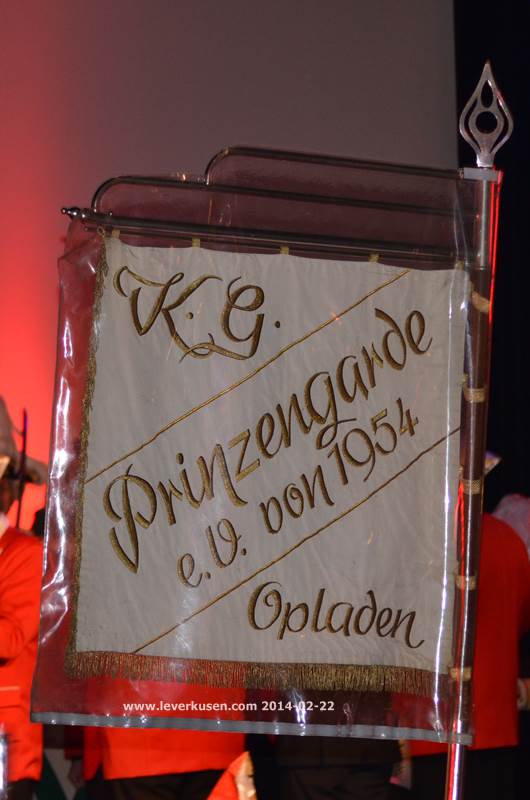 K. G.
Prinzengarde
e.V. von 1954
Opladen
www.leverkusen.com 2014-02-22